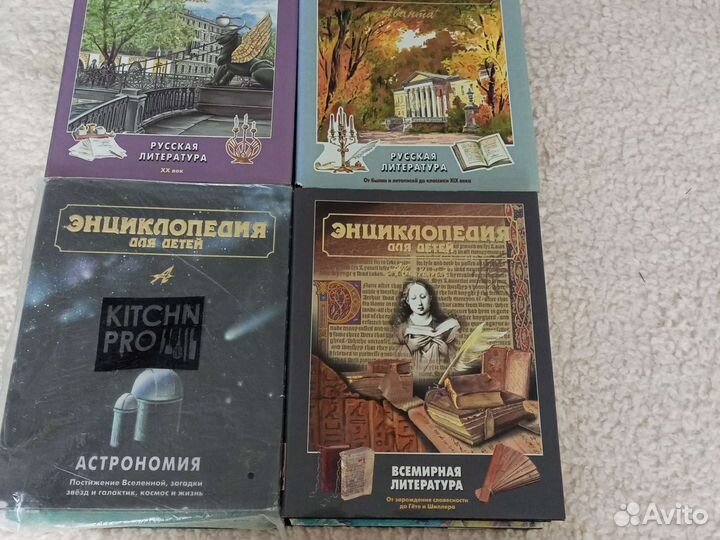 Аванта
РУССКАЯ
ЛИТЕРАТУРА
XX век
РУССКАЯ
ЛИТЕРАТУРА
От былин и летописей до классики XIX века
ЭНЦИКЛОПЕДИЯ
ДЛЯ ДЕТЕЙ
KITCHN
PRO
АСТРОНОМИЯ
Постижение Вселенной, загадки
звёзд и галактик, космос и жизнь
ЭНЦИКЛОПЕДИЯ
ДЛЯ ДЕТЕЙ
ВСЕМИРНАЯ
ЛИТЕРАТУРА
От зарождения словесности
до Гёте и Шиллера
Avito